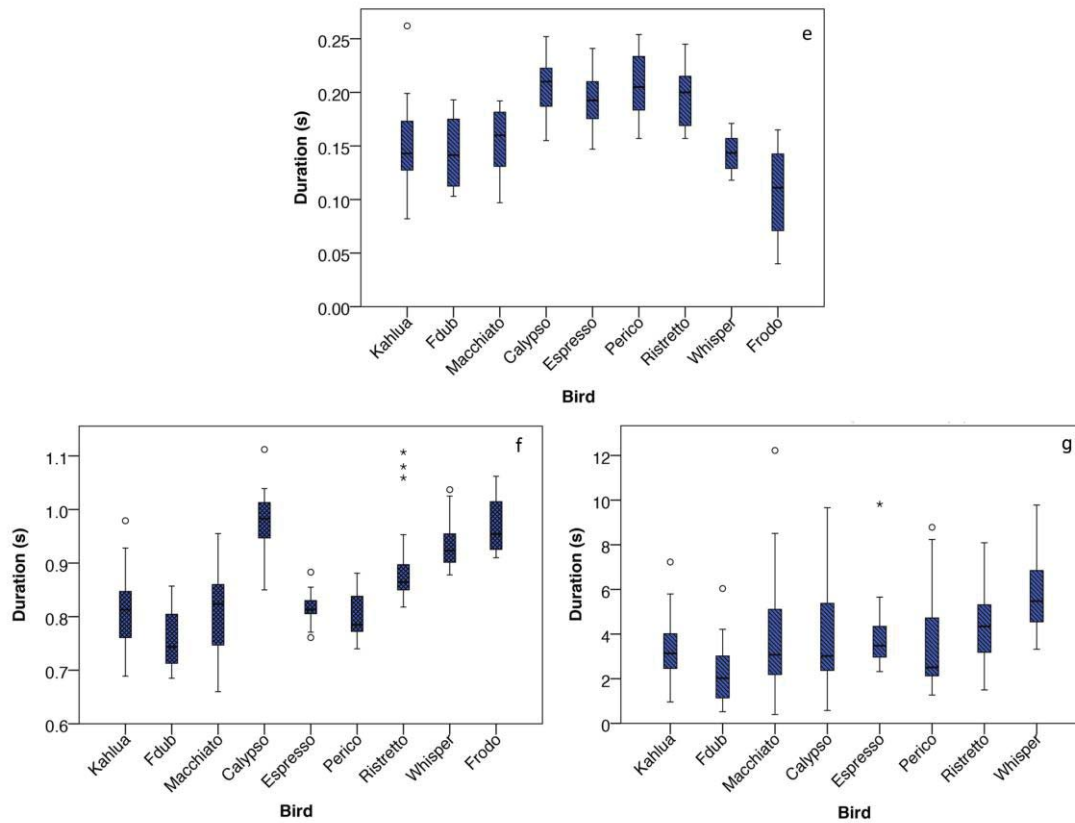 e
Duration (s)
0.25
0.20
0.15
0.10
0.05
0.00
Kahlua
Fdub
Macchiato
Calypso
Espresso
Perico
Ristretto
Whisper
Frodo
Bird
f
Duration (s)
1.1
1.0
0.9
0.8
0.7
0.6
Kahlua
Fdub
Macchiato
Calypso
Espresso
Perico
Ristretto
Whisper
Frodo
Bird
g
Duration (s)
12
10
8
6
4
2
0
Kahlua
Fdub
Macchiato
Calypso
Espresso
Perico
Ristretto
Whisper
Bird